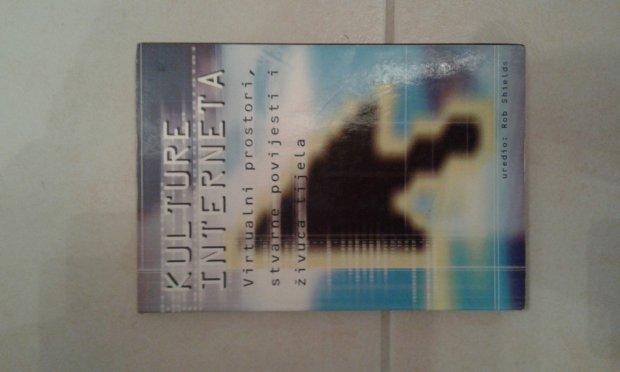 KULTURE
INTERNETA
Virtualni prostori,
stvarne povijesti i
živuća tijela
uredio: Rob Shields